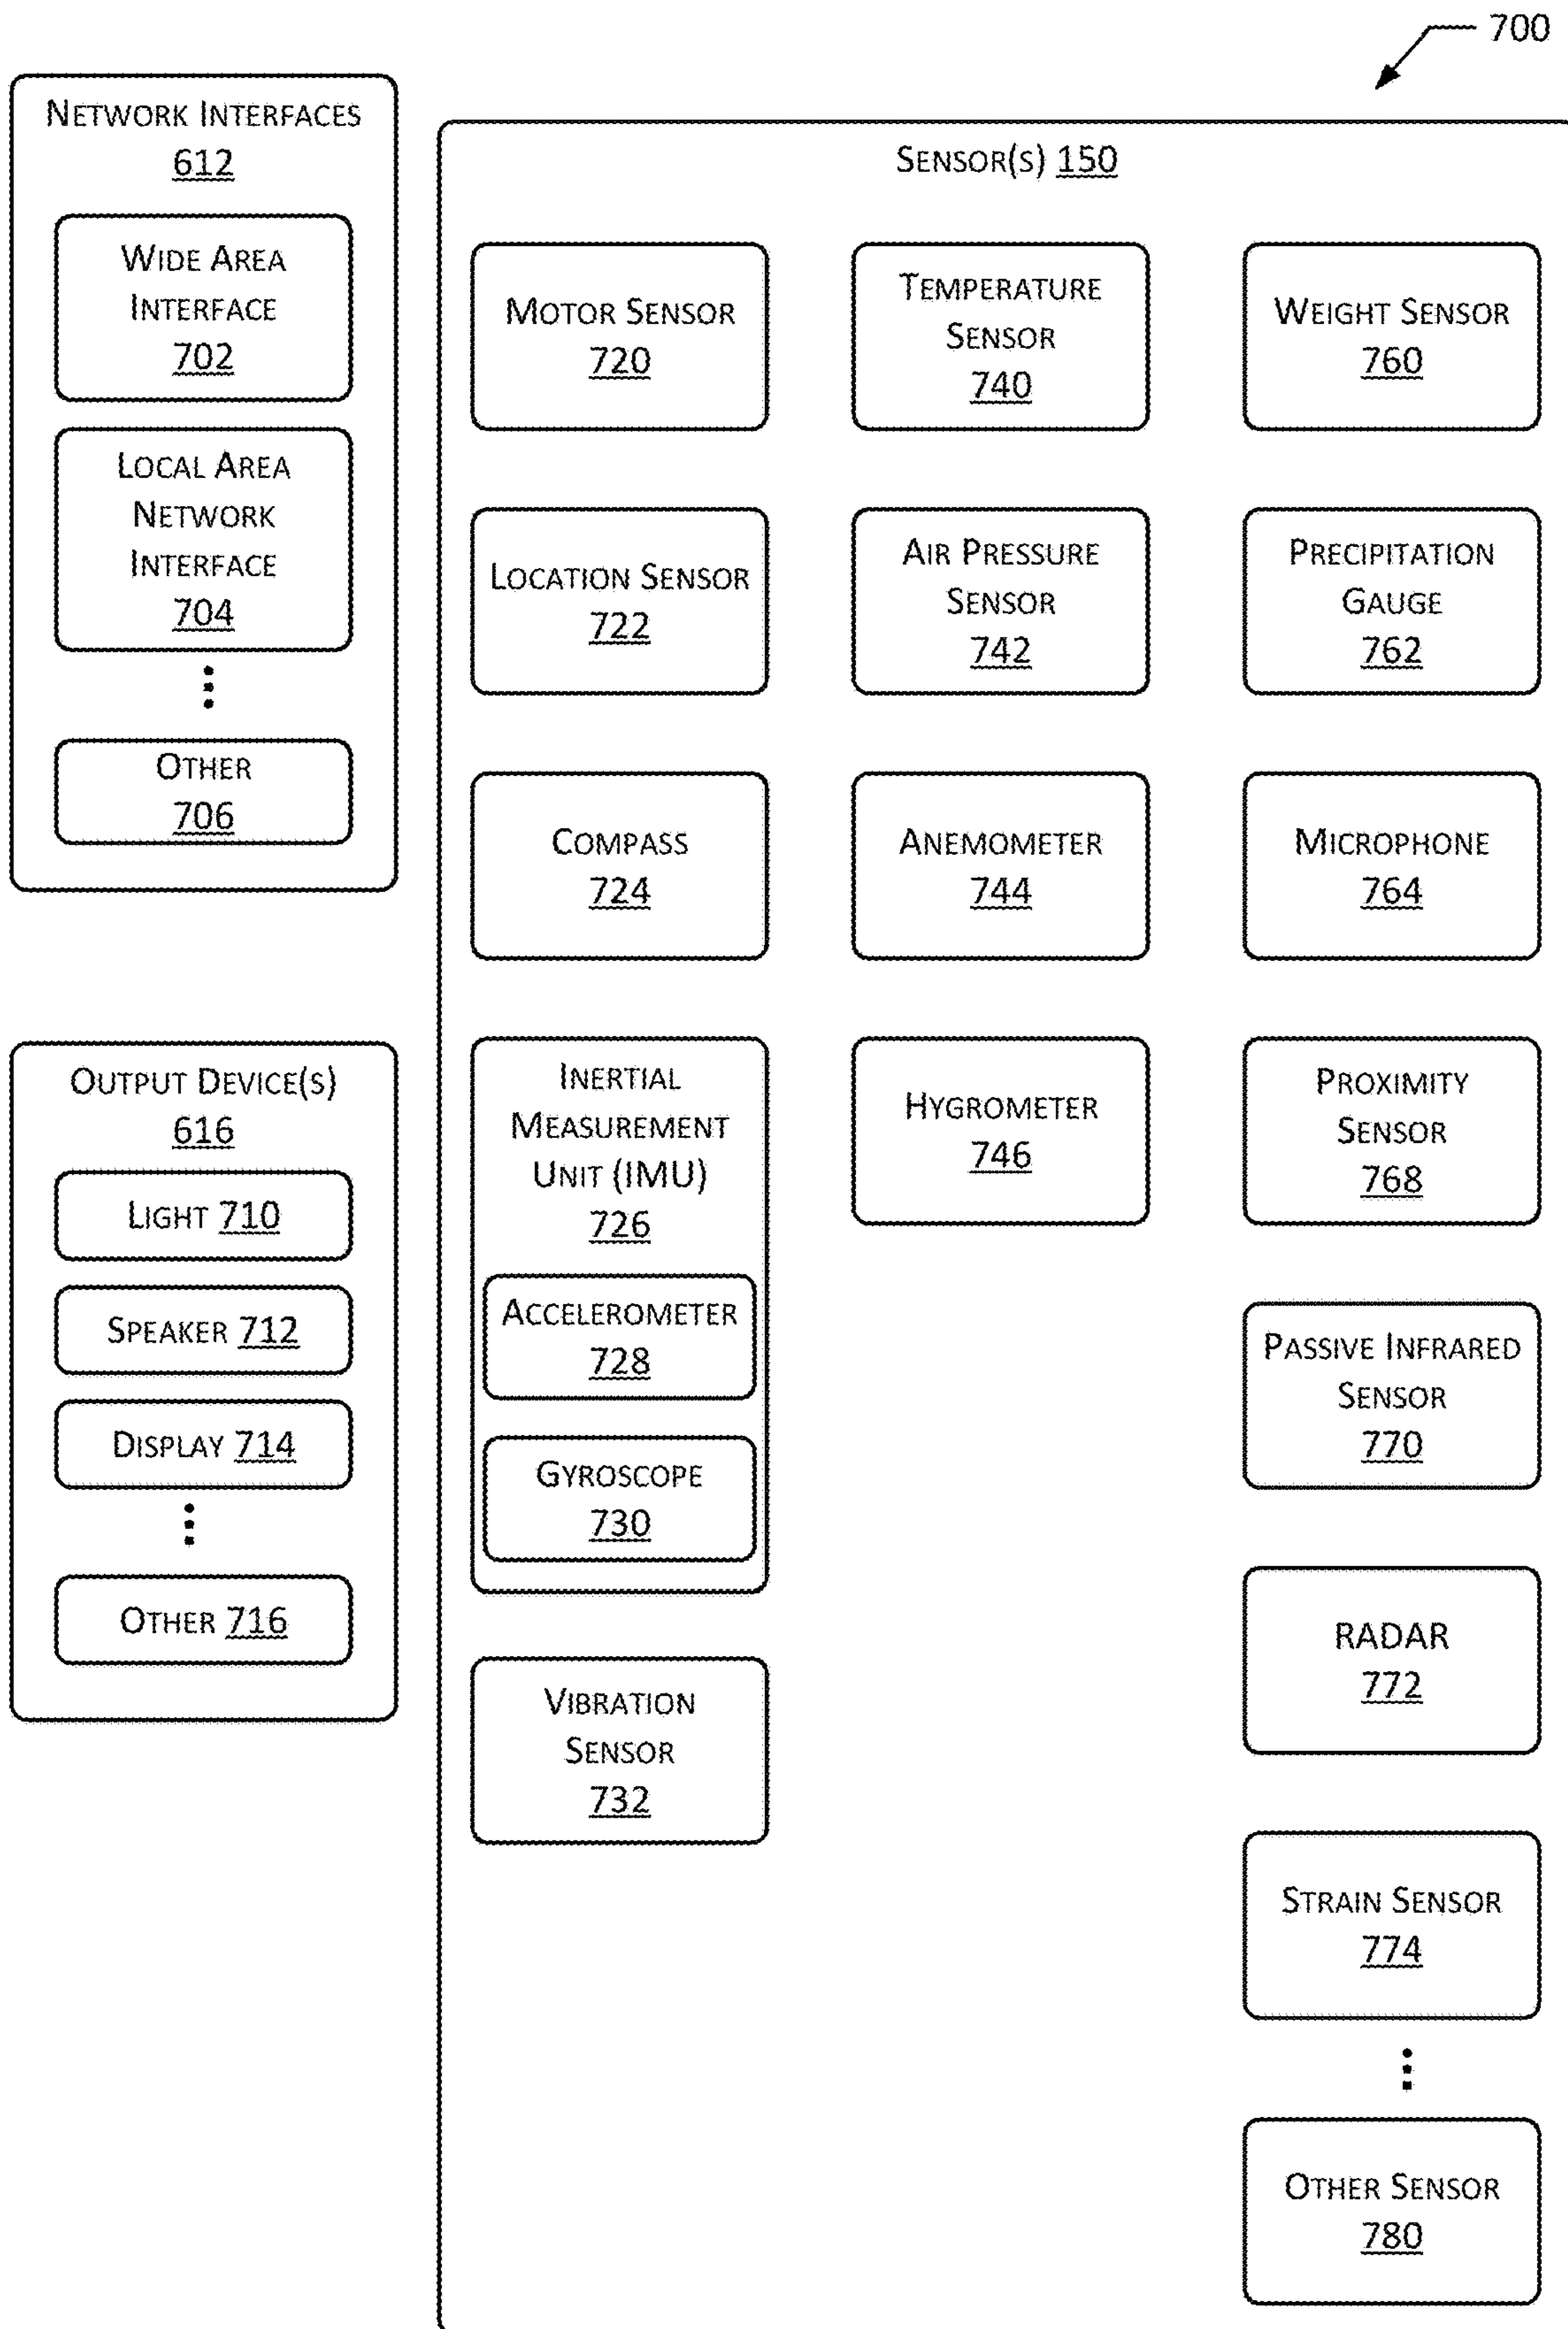 700
NETWORK INTERFACES
612
WIDE AREA
INTERFACE
702
LOCAL AREA
NETWORK
INTERFACE
704
OTHER
706
OUTPUT DEVICE(S)
616
LIGHT 710
SPEAKER 712
DISPLAY 714
OTHER 716
SENSOR(S) 150
MOTOR SENSOR
720
LOCATION SENSOR
722
COMPASS
724
INERTIAL
MEASUREMENT
UNIT (IMU)
726
ACCELEROMETER
728
GYROSCOPE
730
VIBRATION
SENSOR
732
TEMPERATURE
SENSOR
740
AIR PRESSURE
SENSOR
742
ANEMOMETER
744
HYGROMETER
746
WEIGHT SENSOR
760
PRECIPITATION
GAUGE
762
MICROPHONE
764
PROXIMITY
SENSOR
768
PASSIVE INFRARED
SENSOR
770
RADAR
772
STRAIN SENSOR
774
OTHER SENSOR
780